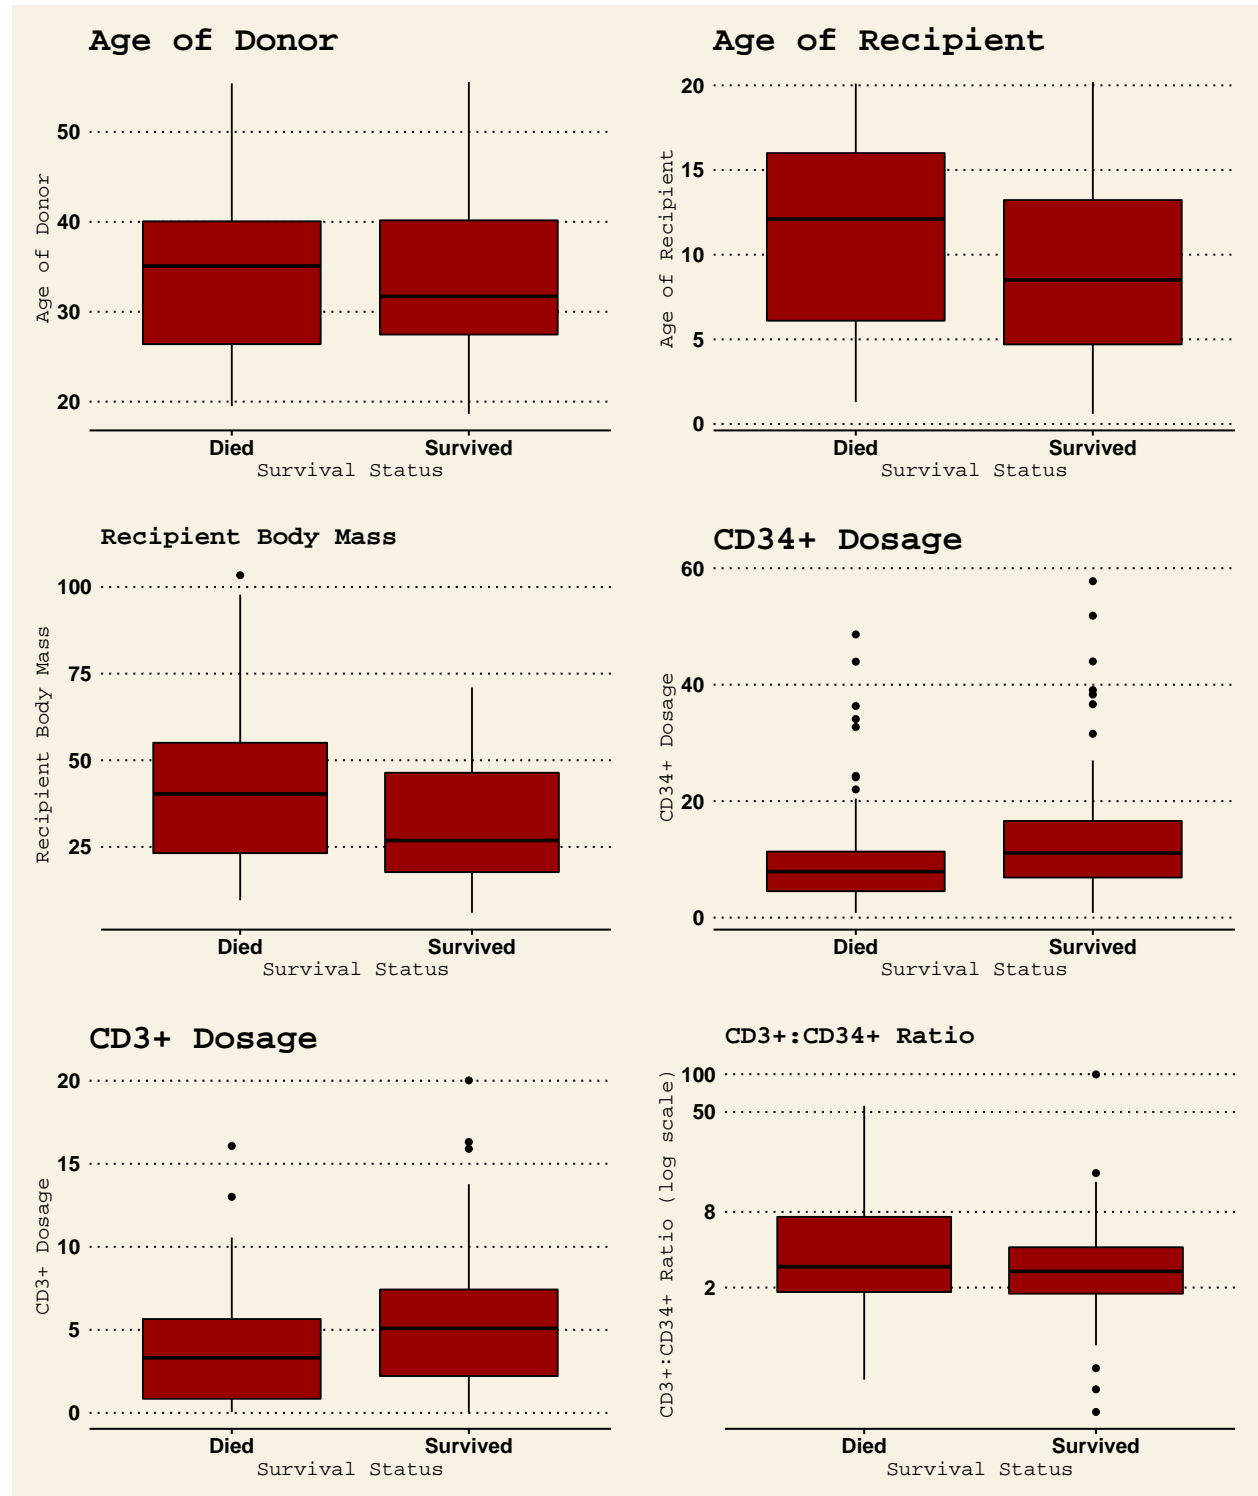 Age of Donor
Age of Donor
50
40
30
20
Died Survived
Survival Status
Age of Recipient
Age of Recipient
20
15
10
5
0
Died Survived
Survival Status
Recipient Body Mass
Recipient Body Mass
100
75
50
25
Died Survived
Survival Status
CD34+ Dosage
CD34+ Dosage
60
40
20
0
Died Survived
Survival Status
CD3+ Dosage
CD3+ Dosage
20
15
10
5
0
Died Survived
Survival Status
CD3+:CD34+ Ratio
CD3+:CD34+ Ratio (log scale)
100
50
8
2
Died Survived
Survival Status